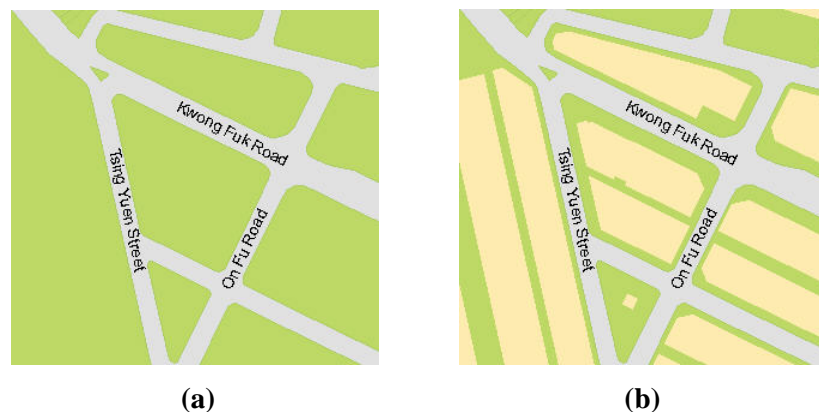 Kwong Fuk Road
Tsing Yuen Street
On Fu Road
(a)
Kwong Fuk Road
Tsing Yuen Street
On Fu Road
(b)